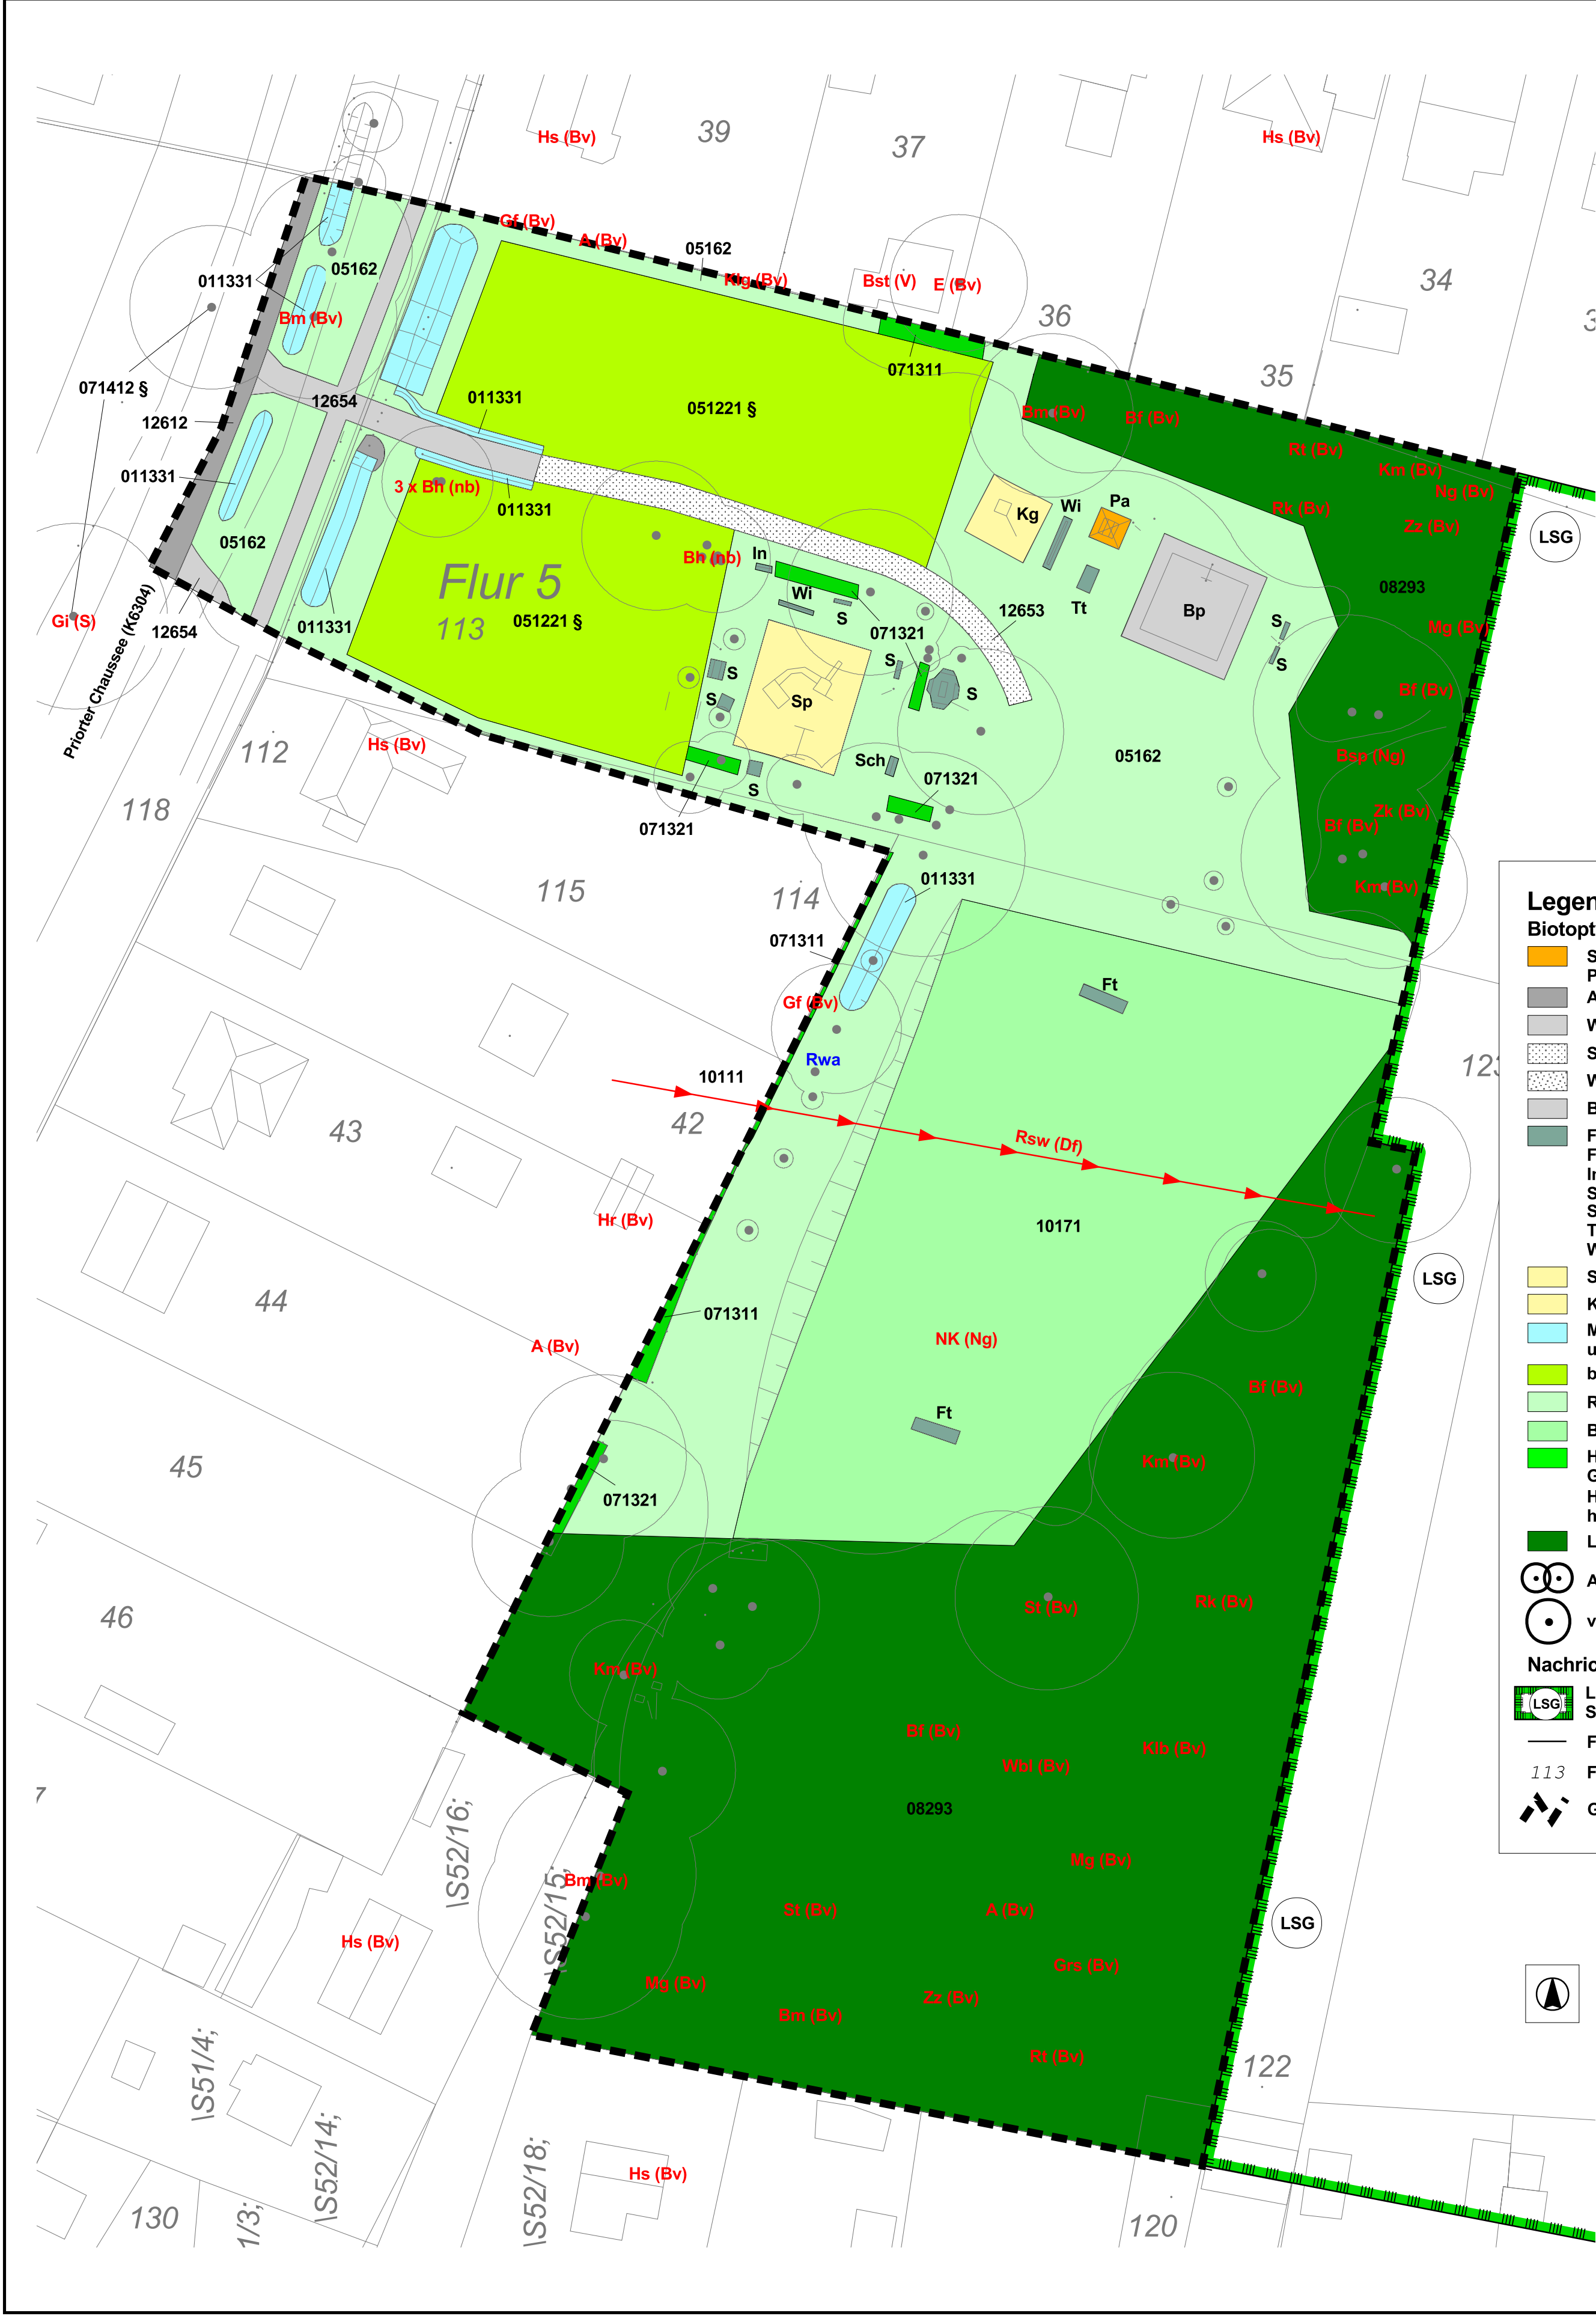 Hs (Bv)
39
37
Hs (Bv)
34
36
35
Gf (Bv)
A (Bv)
05162
Klg (Bv)
Bst (V)
E (Bv)
05162
011331
Bm (Bv)
071311
071412 §
12654
011331
051221 §
12612
Bm (Bv)
Bf (Bv)
Rt (Bv)
Km (Bv)
Ng (Bv)
Zz (Bv)
Rk (Bv)
LSG
011331
3 x Bh (nb)
011331
Kg
Wi
Pa
05162
Bh (nb)
In
Flur 5
113
Wi
S
Tt
Bp
12653
08293
Gi (S)
12654
011331
051221 §
071321
S
S
Mg (Bv)
Priorter Chaussee (K6304)
S
S
S
S
Sp
Bf (Bv)
112
Hs (Bv)
Sch
05162
Bsp (Ng)
118
S
071321
071321
Zk (Bv)
Bf (Bv)
115
114
011331
Km (Bv)
071311
Ft
Gf (Bv)
Rwa
10111
42
43
123
Rsw (Df)
Hr (Bv)
10171
44
LSG
071311
A (Bv)
NK (Ng)
Bf (Bv)
Ft
45
071321
Km (Bv)
46
St (Bv)
Rk (Bv)
Km (Bv)
Bf (Bv)
Wbl (Bv)
Klb (Bv)
7
08293
\S52/16;
\S52/15;
Bm (Bv)
Mg (Bv)
St (Bv)
A (Bv)
LSG
Hs (Bv)
Grs (Bv)
Mg (Bv)
Zz (Bv)
Bm (Bv)
Rt (Bv)
122
\S51/4;
\S52/14;
\S52/18;
Hs (Bv)
130
1/3;
120
Legen
Biotopt
S
P
A
W
S
W
B
F
F
In
S
S
T
W
S
K
M
u
b
R
B
H
G
H
h
L
A
v
Nachric
LSG
L
S
F
113
F
G